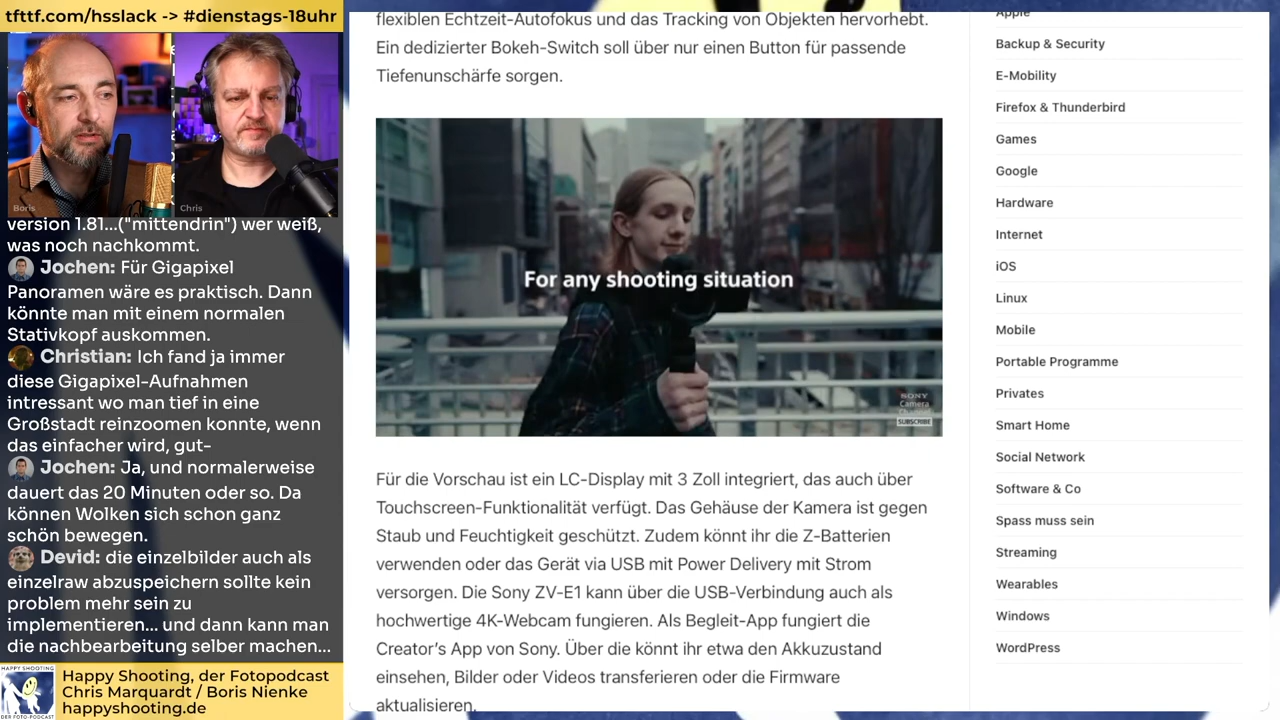 tfttf.com/hsslack -> #dienstags-18uhr
Boris
Chris
version 1.81...("mittendrin") wer weiß,
was noch nachkommt.
Jochen: Für Gigapixel
Panoramen wäre es praktisch. Dann
könnte man mit einem normalen
Stativkopf auskommen.
Christian: Ich fand ja immer
diese Gigapixel-Aufnahmen
intressant wo man tief in eine
Großstadt reinzoomen konnte, wenn
das einfacher wird, gut-
Jochen: Ja, und normalerweise
dauert das 20 Minuten oder so. Da
können Wolken sich schon ganz
schön bewegen.
Devid: die einzelbilder auch als
einzelraw abzuspeichern sollte kein
problem mehr sein zu
implementieren... und dann kann man
die nachbearbeitung selber machen...
HAPPY SHOOTING
DER FOTO-PODCAST
Happy Shooting, der Fotopodcast
Chris Marquardt / Boris Nienke
happyshooting.de
flexiblen Echtzeit-Autofokus und das Tracking von Objekten hervorhebt.
Ein dedizierter Bokeh-Switch soll über nur einen Button für passende
Tiefenunschärfe sorgen.
For any shooting situation
SONY
Camera
Channel
SUBSCRIBE
Für die Vorschau ist ein LC-Display mit 3 Zoll integriert, das auch über
Touchscreen-Funktionalität verfügt. Das Gehäuse der Kamera ist gegen
Staub und Feuchtigkeit geschützt. Zudem könnt ihr die Z-Batterien
verwenden oder das Gerät via USB mit Power Delivery mit Strom
versorgen. Die Sony ZV-E1 kann über die USB-Verbindung auch als
hochwertige 4K-Webcam fungieren. Als Begleit-App fungiert die
Creator's App von Sony. Über die könnt ihr etwa den Akkuzustand
einsehen, Bilder oder Videos transferieren oder die Firmware
aktualisieren.
Apple
Backup & Security
E-Mobility
Firefox & Thunderbird
Games
Google
Hardware
Internet
iOS
Linux
Mobile
Portable Programme
Privates
Smart Home
Social Network
Software & Co
Spass muss sein
Streaming
Wearables
Windows
WordPress